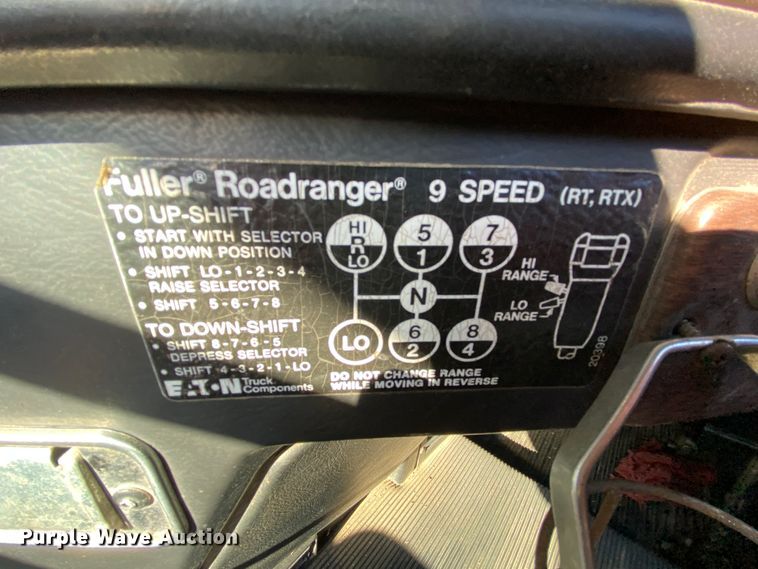 Fuller® Roadranger® 9 SPEED (RT, RTX)
TO UP-SHIFT
• START WITH SELECTOR
IN DOWN POSITION
• SHIFT LO-1-2-3-4
RAISE SELECTOR
• SHIFT 5-6-7-8
TO DOWN-SHIFT
• SHIFT 8-7-6-5
DEPRESS SELECTOR
• SHIFT 4-3-2-1-LO
E•T•N Truck
Components
HI
R
LO
5
1
7
3
N
LO
6
2
8
4
DO NOT CHANGE RANGE
WHILE MOVING IN REVERSE
HI
RANGE
LO
RANGE
20398
Purple Wave Auction